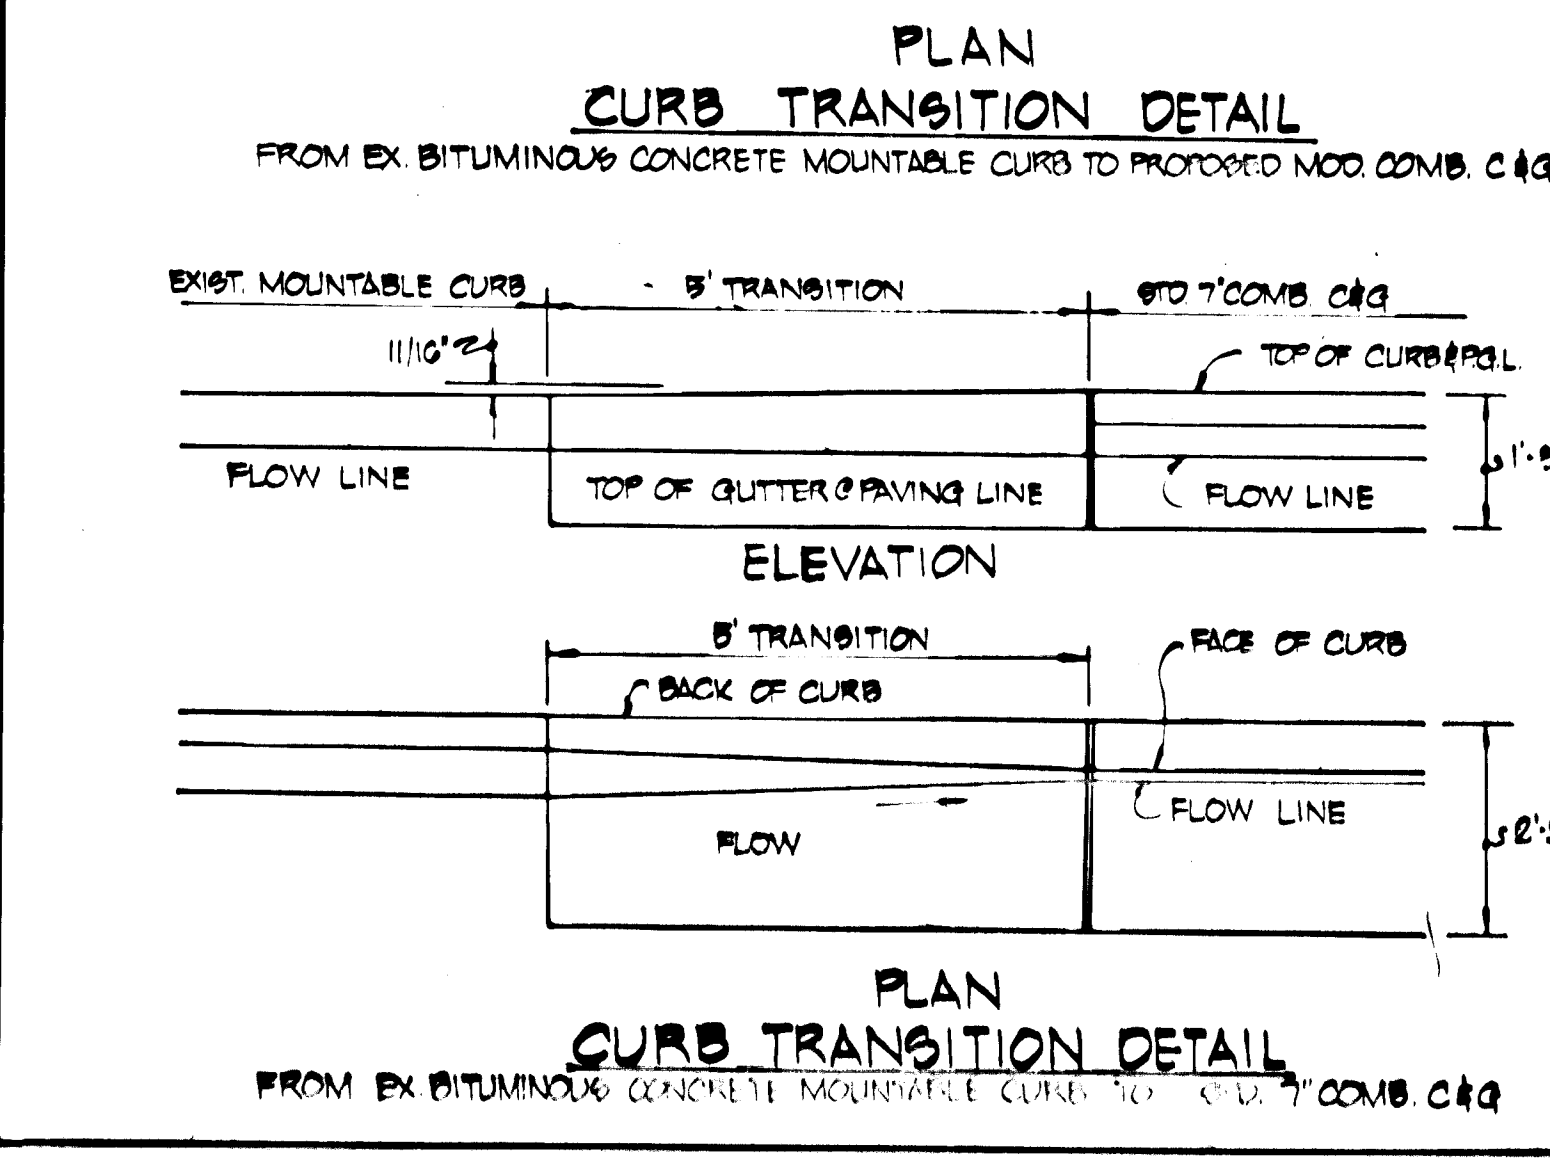 PLAN
CURB TRANSITION DETAIL
FROM EX. BITUMINOUS CONCRETE MOUNTABLE CURB TO PROPOSED MOD. COMB. C & G
EXIST. MOUNTABLE CURB
5' TRANSITION
STD. 7" COMB. C&G
11/16"
TOP OF CURB & P.G.L.
FLOW LINE
TOP OF GUTTER @ PAVING LINE
FLOW LINE
ELEVATION
5' TRANSITION
FACE OF CURB
BACK OF CURB
FLOW LINE
FLOW
PLAN
CURB TRANSITION DETAIL
FROM EX. BITUMINOUS CONCRETE MOUNTABLE CURB TO STD. 7" COMB. C & G